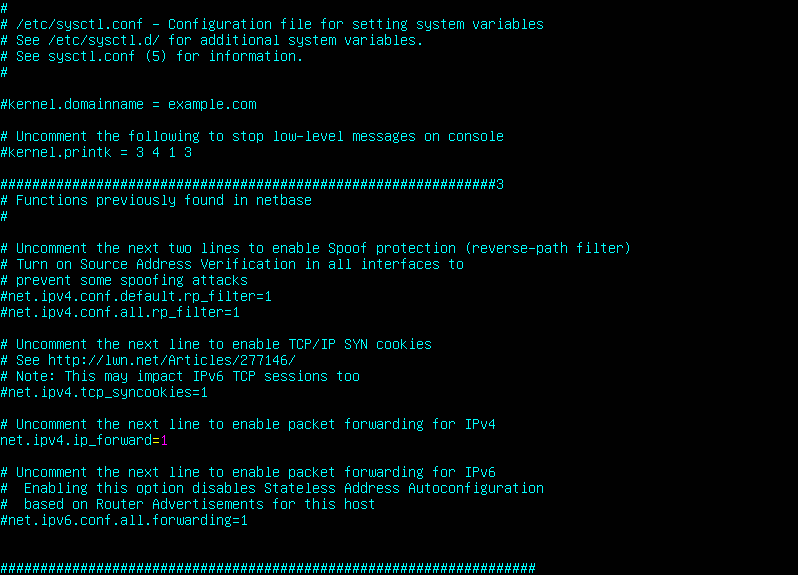 #
# /etc/sysctl.conf - Configuration file for setting system variables
# See /etc/sysctl.d/ for additional system variables.
# See sysctl.conf (5) for information.
#
#kernel.domainname = example.com
# Uncomment the following to stop low-level messages on console
#kernel.printk = 3 4 1 3
##############################################################3
# Functions previously found in netbase
#
# Uncomment the next two lines to enable Spoof protection (reverse-path filter)
# Turn on Source Address Verification in all interfaces to
# prevent some spoofing attacks
#net.ipv4.conf.default.rp_filter=1
#net.ipv4.conf.all.rp_filter=1
# Uncomment the next line to enable TCP/IP SYN cookies
# See http://lwn.net/Articles/277146/
# Note: This may impact IPv6 TCP sessions too
#net.ipv4.tcp_syncookies=1
# Uncomment the next line to enable packet forwarding for IPv4
net.ipv4.ip_forward=1
# Uncomment the next line to enable packet forwarding for IPv6
#  Enabling this option disables Stateless Address Autoconfiguration
#  based on Router Advertisements for this host
#net.ipv6.conf.all.forwarding=1
###################################################################